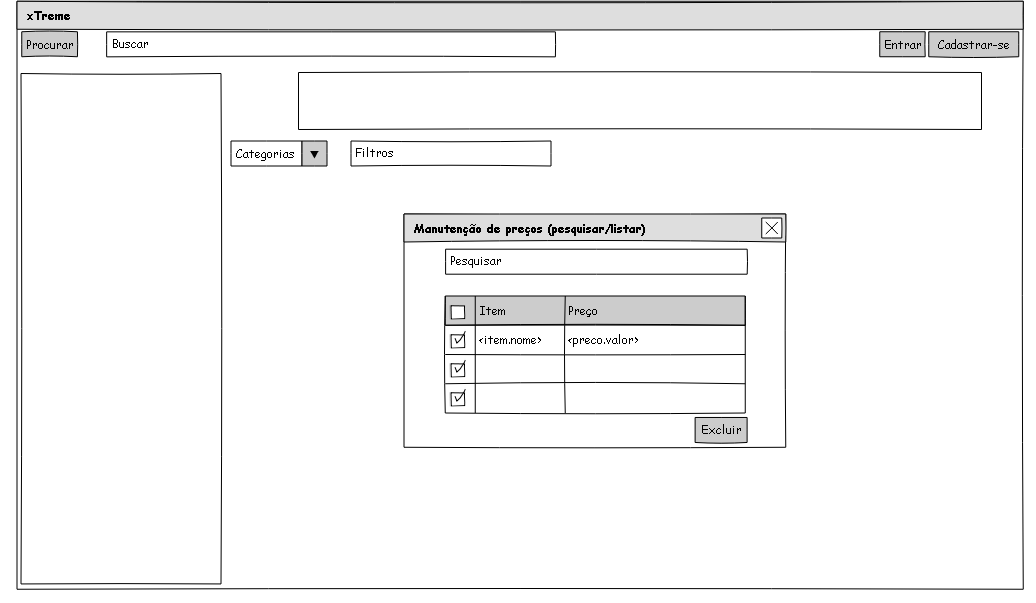 xTreme
Procurar
Buscar
Entrar
Cadastrar-se
Categorias
Filtros
Manutenção de preços (pesquisar/listar)
Pesquisar
Item
Preço
<item.nome>
<preco.valor>
Excluir